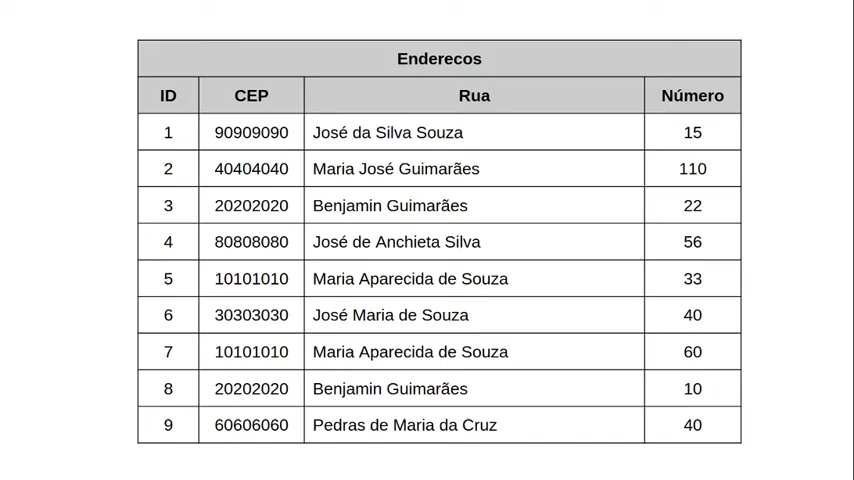 Enderecos
ID CEP Rua Número
1 90909090 José da Silva Souza 15
2 40404040 Maria José Guimarães 110
3 20202020 Benjamin Guimarães 22
4 80808080 José de Anchieta Silva 56
5 10101010 Maria Aparecida de Souza 33
6 30303030 José Maria de Souza 40
7 10101010 Maria Aparecida de Souza 60
8 20202020 Benjamin Guimarães 10
9 60606060 Pedras de Maria da Cruz 40